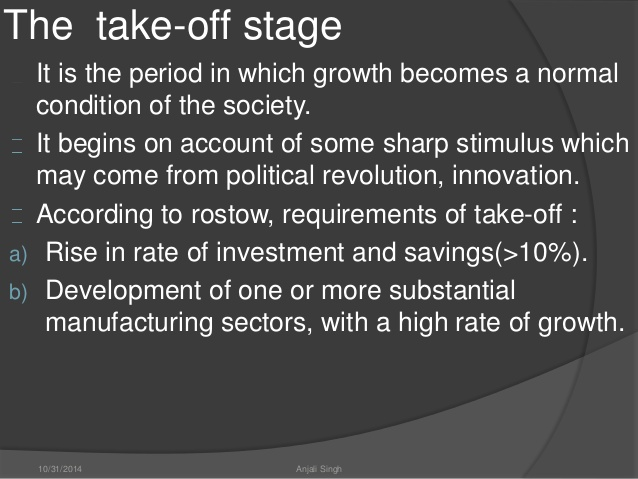 The take-off stage
It is the period in which growth becomes a normal
condition of the society.
It begins on account of some sharp stimulus which
may come from political revolution, innovation.
According to rostow, requirements of take-off :
a) Rise in rate of investment and savings(>10%).
b) Development of one or more substantial
manufacturing sectors, with a high rate of growth.
10/31/2014 Anjali Singh